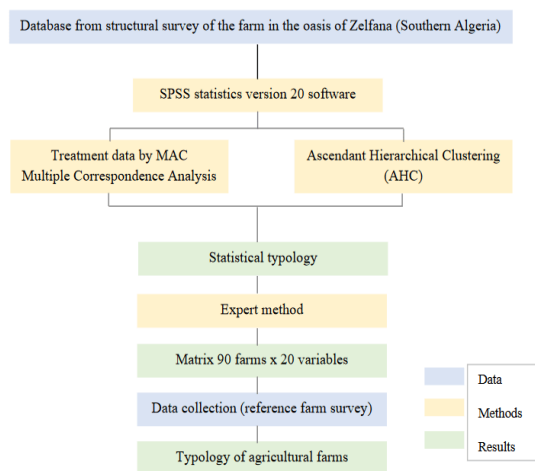 Database from structural survey of the farm in the oasis of Zelfana (Southern Algeria)
SPSS statistics version 20 software
Treatment data by MAC
Multiple Correspondence Analysis
Ascendant Hierarchical Clustering
(AHC)
Statistical typology
Expert method
Matrix 90 farms x 20 variables
Data collection (reference farm survey)
Typology of agricultural farms
Data
Methods
Results